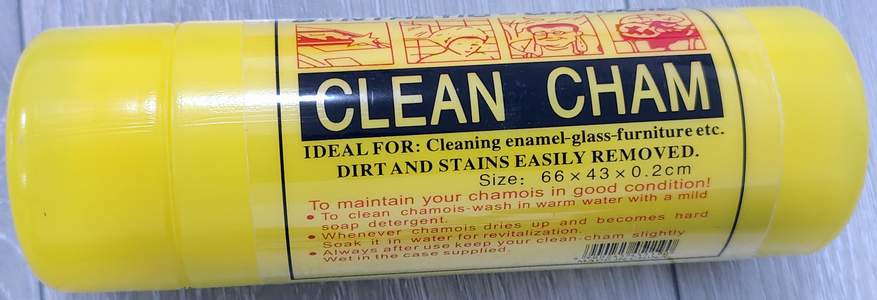 CLEAN CHAM
IDEAL FOR: Cleaning enamel-glass-furniture etc.
DIRT AND STAINS EASILY REMOVED.
Size: 66×43×0.2cm
To maintain your chamois in good condition!
• To clean chamois-wash in warm water with a mild
soap detergent.
• Whenever chamois dries up and becomes hard
Soak it in water for revitalization.
• Always after use keep your clean-cham slightly
Wet in the case supplied.